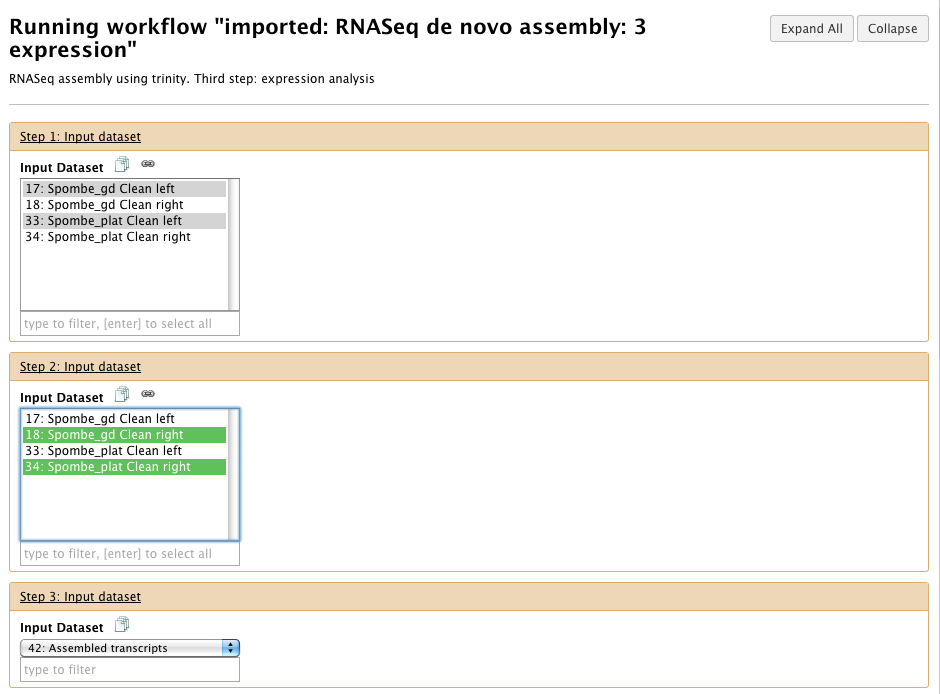 Running workflow "imported: RNASeq de novo assembly: 3
expression"
Expand All
Collapse
RNASeq assembly using trinity. Third step: expression analysis
Step 1: Input dataset
Input Dataset
17: Spombe_gd Clean left
18: Spombe_gd Clean right
33: Spombe_plat Clean left
34: Spombe_plat Clean right
type to filter, [enter] to select all
Step 2: Input dataset
Input Dataset
17: Spombe_gd Clean left
18: Spombe_gd Clean right
33: Spombe_plat Clean left
34: Spombe_plat Clean right
type to filter, [enter] to select all
Step 3: Input dataset
Input Dataset
42: Assembled transcripts
type to filter